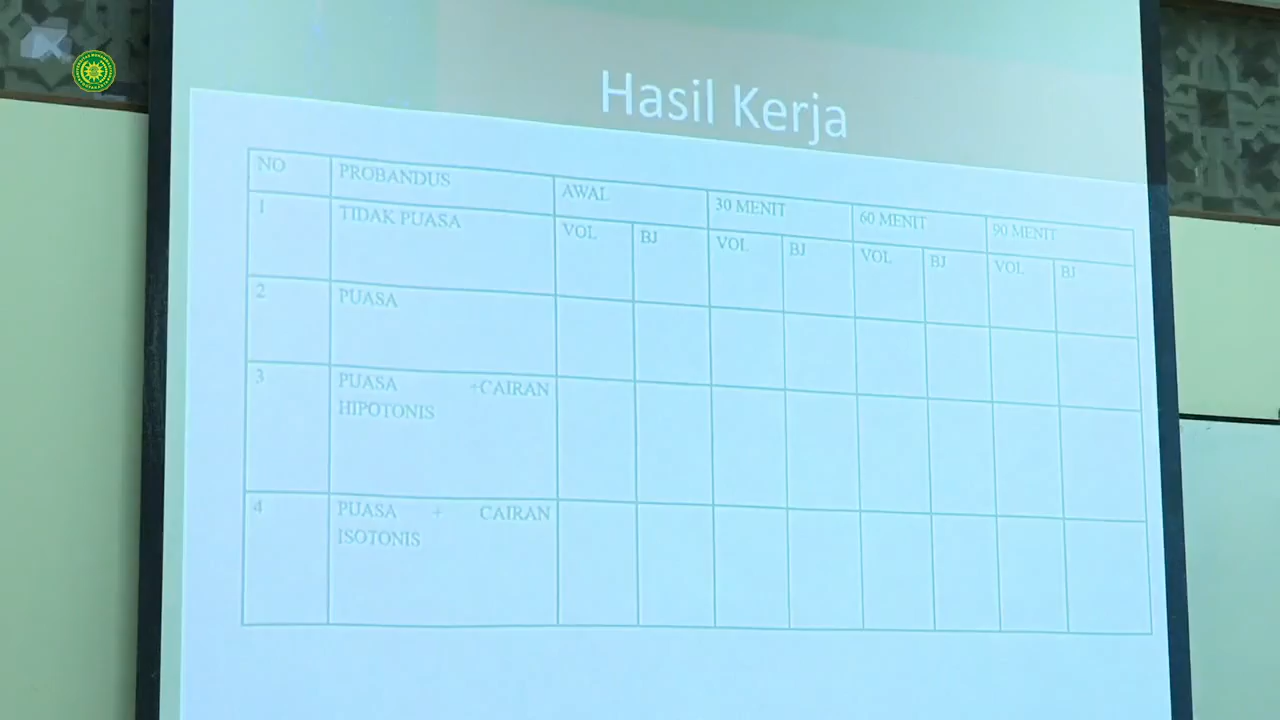 Hasil Kerja
NO PROBANDUS AWAL 30 MENIT 60 MENIT 90 MENIT
1 TIDAK PUASA VOL BJ VOL BJ VOL BJ VOL BJ
2 PUASA
3 PUASA +CAIRAN
HIPOTONIS
4 PUASA + CAIRAN
ISOTONIS